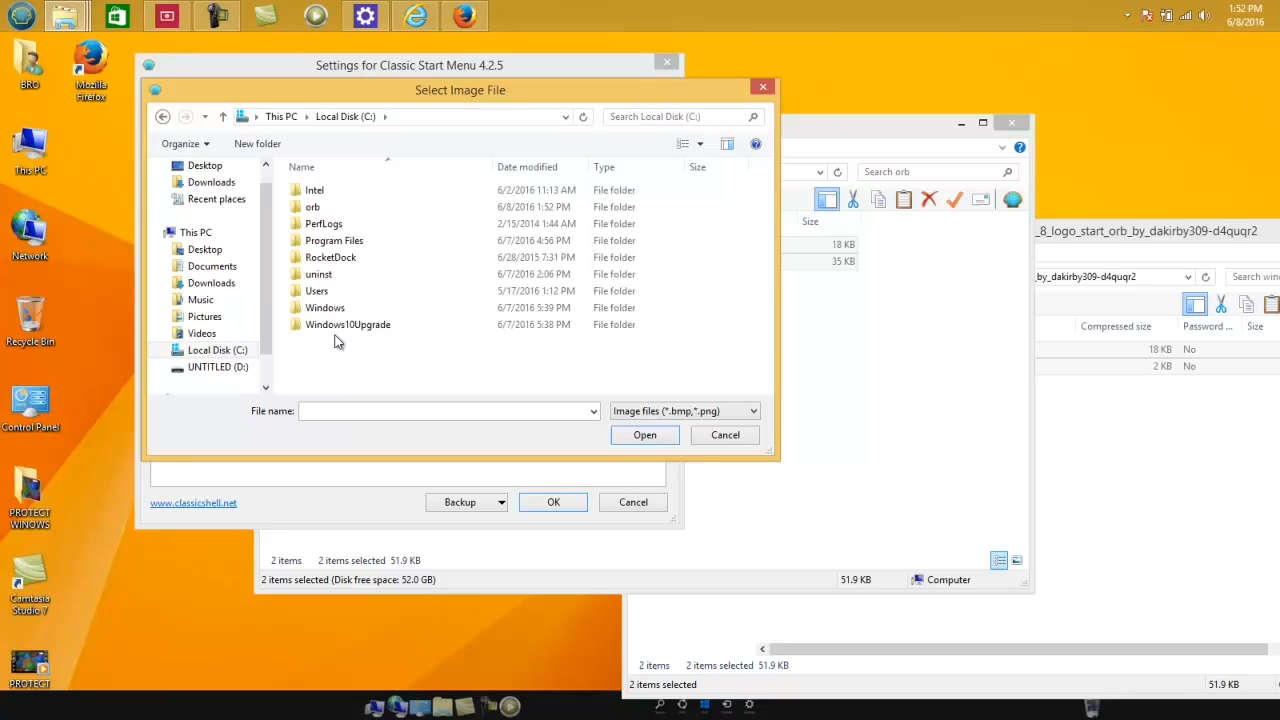 1:52 PM
6/8/2016
BRO
Mozilla
Firefox
This PC
Network
Recycle Bin
Control Panel
PROTECT
WINOWS
Camtasia
Studio 7
PROTECT
Settings for Classic Start Menu 4.2.5
Select Image File
This PC
Local Disk (C:)
Search Local Disk (C:)
Organize
New folder
Desktop
Downloads
Recent places
This PC
Desktop
Documents
Downloads
Music
Pictures
Videos
Local Disk (C:)
UNTITLED (D:)
Name Date modified Type Size
Intel 6/2/2016 11:13 AM File folder
orb 6/8/2016 1:52 PM File folder
PerfLogs 2/15/2014 1:44 AM File folder
Program Files 6/7/2016 4:56 PM File folder
RocketDock 6/28/2015 7:31 PM File folder
uninst 6/7/2016 2:06 PM File folder
Users 5/17/2016 1:12 PM File folder
Windows 6/7/2016 5:39 PM File folder
Windows10Upgrade 6/7/2016 5:38 PM File folder
File name:
Image files (*.bmp,*.png)
Open
Cancel
www.classicshell.net
Backup
OK
Cancel
Search orb
Size
18 KB
35 KB
2 items 2 items selected 51.9 KB
2 items selected (Disk free space: 52.0 GB)
51.9 KB
Computer
_8_logo_start_orb_by_dakirby309-d4quqr2
_by_dakirby309-d4quqr2
Search win
Compressed size Password ... Size
18 KB No
2 KB No
2 items 2 items selected 51.9 KB
2 items selected
51.9 KB